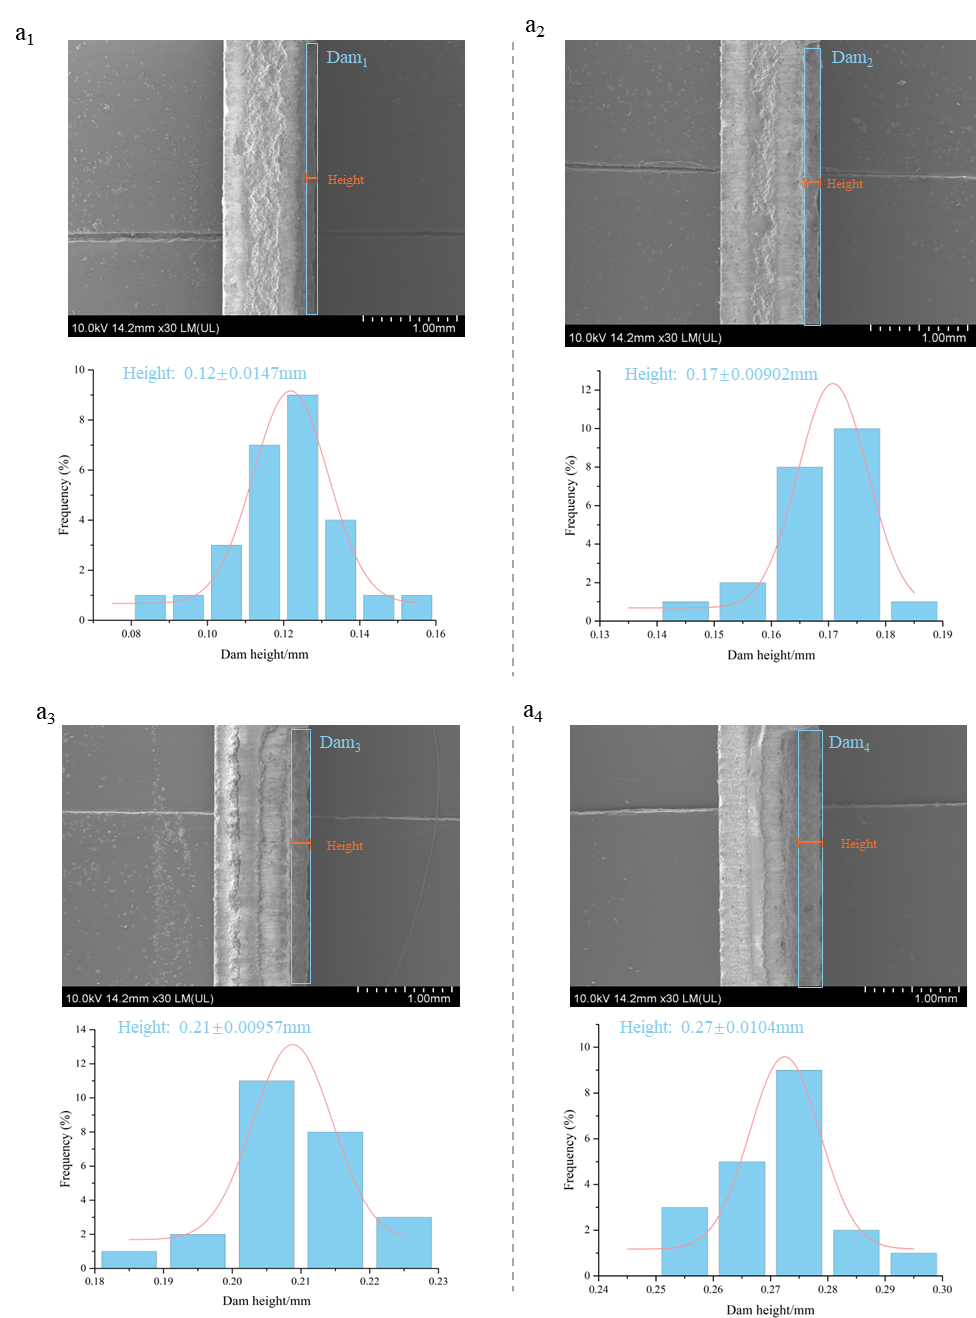 a1
Dam1
Height
10.0kV 14.2mm x30 LM(UL)
1.00mm
Height: 0.12±0.0147mm
Frequency (%)
10
8
6
4
2
0
0.08
0.10
0.12
0.14
0.16
Dam height/mm
a2
Dam2
Height
10.0kV 14.2mm x30 LM(UL)
1.00mm
Height: 0.17±0.00902mm
Frequency (%)
12
10
8
6
4
2
0
0.13
0.14
0.15
0.16
0.17
0.18
0.19
Dam height/mm
a3
Dam3
Height
10.0kV 14.2mm x30 LM(UL)
1.00mm
Height: 0.21±0.00957mm
Frequency (%)
14
12
10
8
6
4
2
0
0.18
0.19
0.20
0.21
0.22
0.23
Dam height/mm
a4
Dam4
Height
10.0kV 14.2mm x30 LM(UL)
1.00mm
Height: 0.27±0.0104mm
Frequency (%)
10
8
6
4
2
0
0.24
0.25
0.26
0.27
0.28
0.29
0.30
Dam height/mm